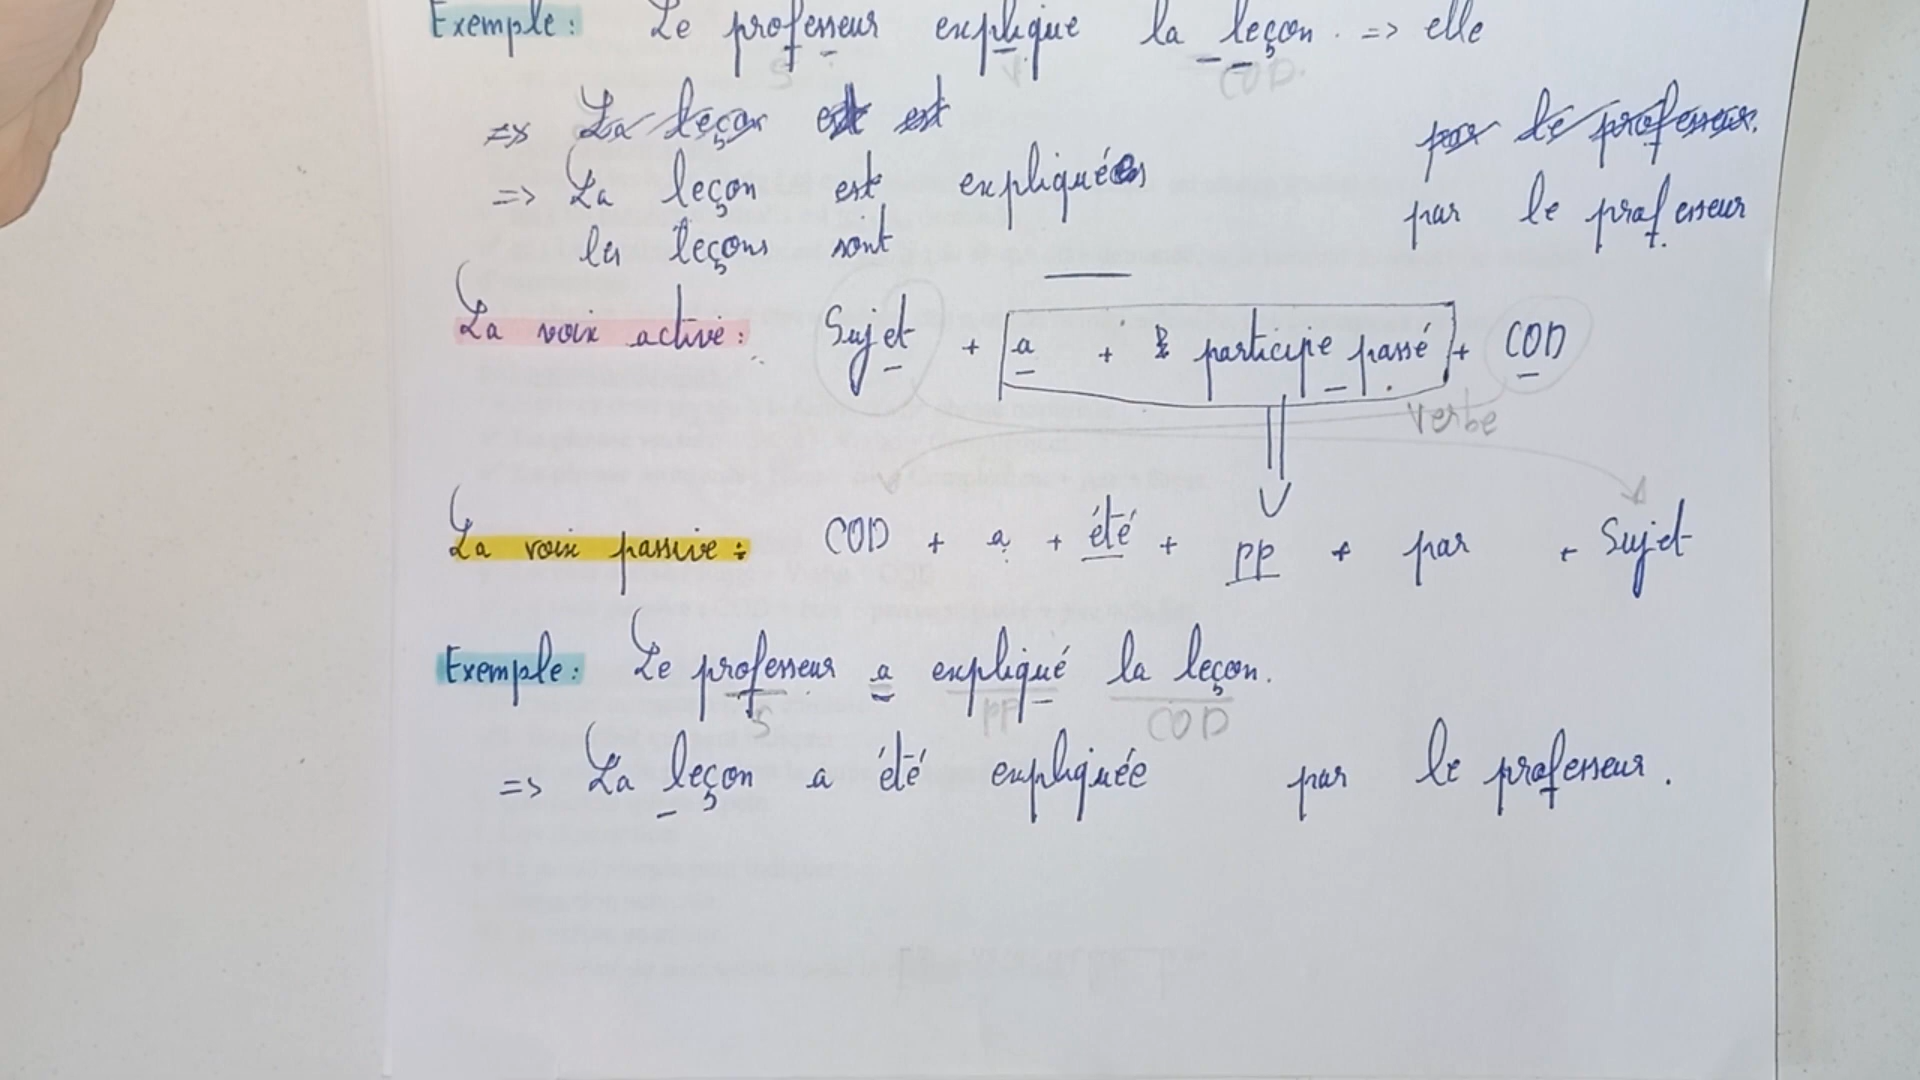 Exemple: Le professeur explique la leçon. => elle
S V COD.
=> La leçon est est par le professeur.
=> La leçon est expliquées par le professeur
les leçons sont
La voix active: Sujet + a + participe passé + COD
verbe
La voix passive: COD + a + été + PP + par + Sujet
Exemple: Le professeur a expliqué la leçon.
S PP COD
=> La leçon a été expliquée par le professeur.